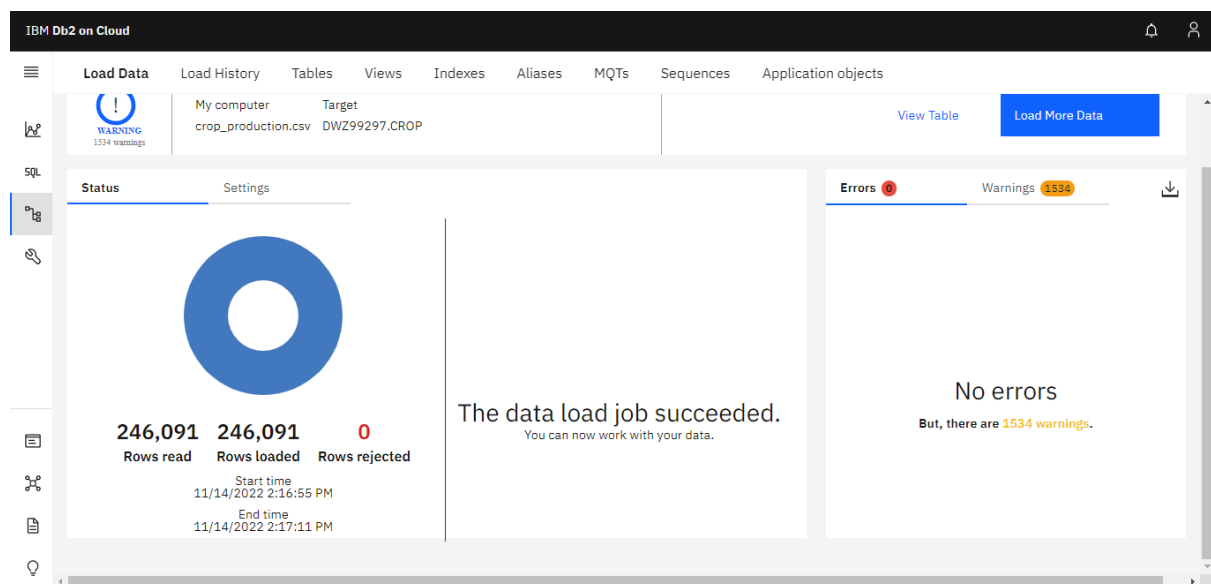 IBM Db2 on Cloud
Load Data Load History Tables Views Indexes Aliases MQTs Sequences Application objects
!
WARNING
1534 warnings
My computer
crop_production.csv
Target
DWZ99297.CROP
View Table
Load More Data
SQL
Status Settings
246,091 246,091 0
Rows read Rows loaded Rows rejected
Start time
11/14/2022 2:16:55 PM
End time
11/14/2022 2:17:11 PM
The data load job succeeded.
You can now work with your data.
Errors 0 Warnings 1534
No errors
But, there are 1534 warnings.